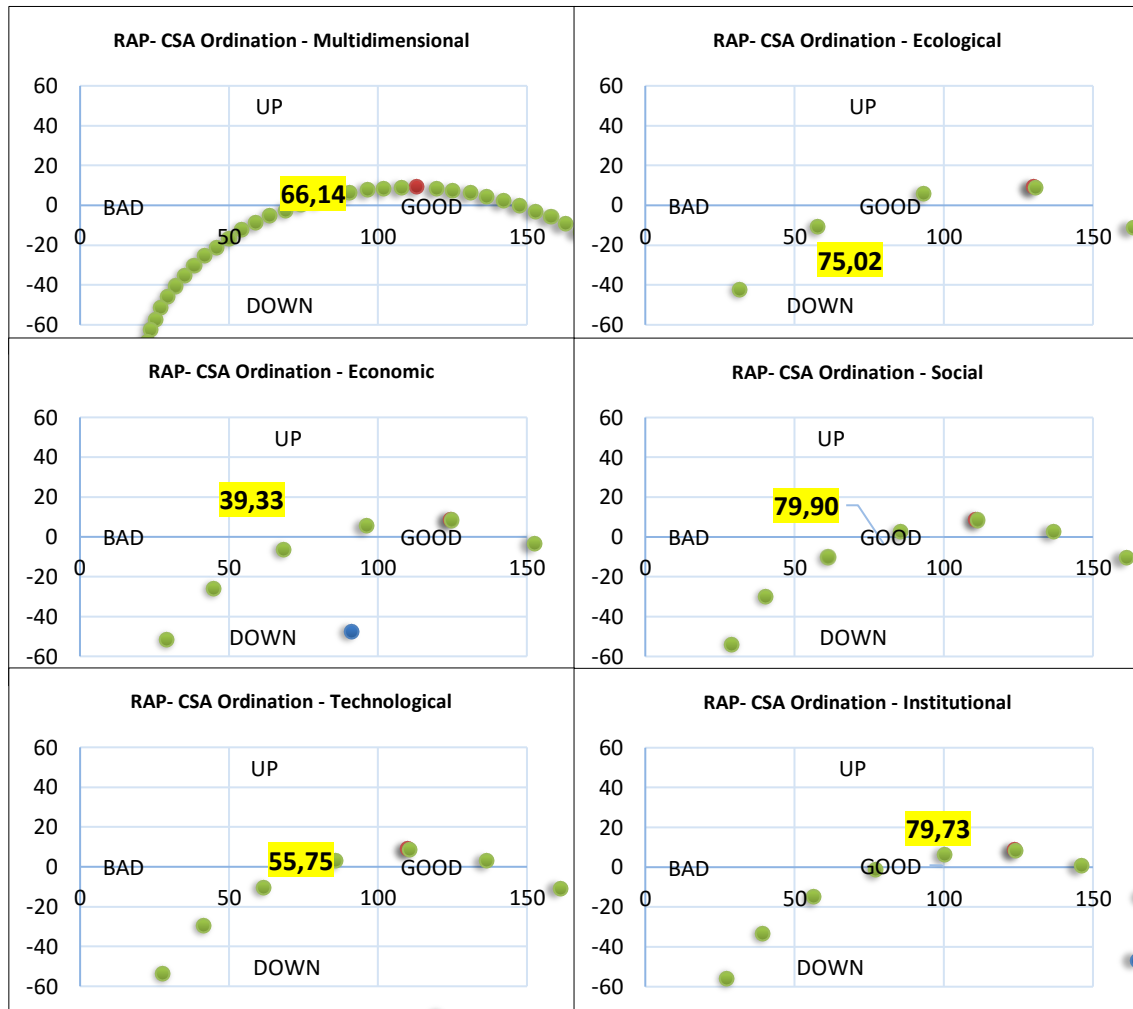 RAP- CSA Ordination - Multidimensional
60
UP
40
20
66,14
0
BAD
GOOD
0
50
100
150
-20
-40
DOWN
-60
RAP- CSA Ordination - Ecological
60
UP
40
20
0
BAD
GOOD
0
50
100
150
-20
75,02
-40
DOWN
-60
RAP- CSA Ordination - Economic
60
UP
40
20
39,33
0
BAD
GOOD
0
50
100
150
-20
-40
DOWN
-60
RAP- CSA Ordination - Social
60
UP
40
20
79,90
0
BAD
GOOD
0
50
100
150
-20
-40
DOWN
-60
RAP- CSA Ordination - Technological
60
UP
40
20
55,75
0
BAD
GOOD
0
50
100
150
-20
-40
DOWN
-60
RAP- CSA Ordination - Institutional
60
UP
40
20
79,73
0
BAD
GOOD
0
50
100
150
-20
-40
DOWN
-60